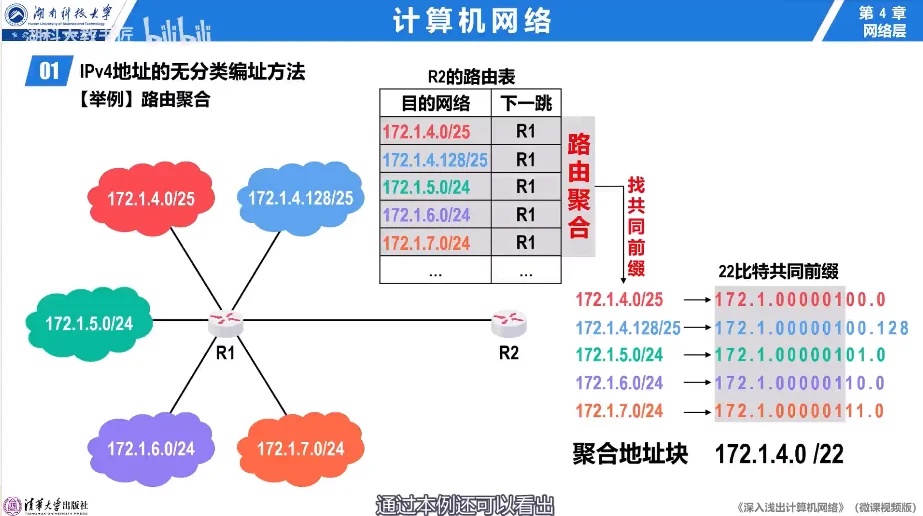 湖南科技大学
Hunan University of Science and Technology
湖科大教书匠 bilibili
计算机网络
第 4 章
网络层
01 IPv4地址的无分类编址方法
【举例】路由聚合
R2的路由表
目的网络 下一跳
172.1.4.0/25 R1
172.1.4.128/25 R1
172.1.5.0/24 R1
172.1.6.0/24 R1
172.1.7.0/24 R1
... ...
路由聚合
找共同前缀
172.1.4.0/25
172.1.4.128/25
172.1.5.0/24
R1
R2
172.1.6.0/24
172.1.7.0/24
22比特共同前缀
172.1.4.0/25 172.1.00000100.0
172.1.4.128/25 172.1.00000100.128
172.1.5.0/24 172.1.00000101.0
172.1.6.0/24 172.1.00000110.0
172.1.7.0/24 172.1.00000111.0
聚合地址块 172.1.4.0 /22
清华大学出版社
通过本例还可以看出
《深入浅出计算机网络》（微课视频版）